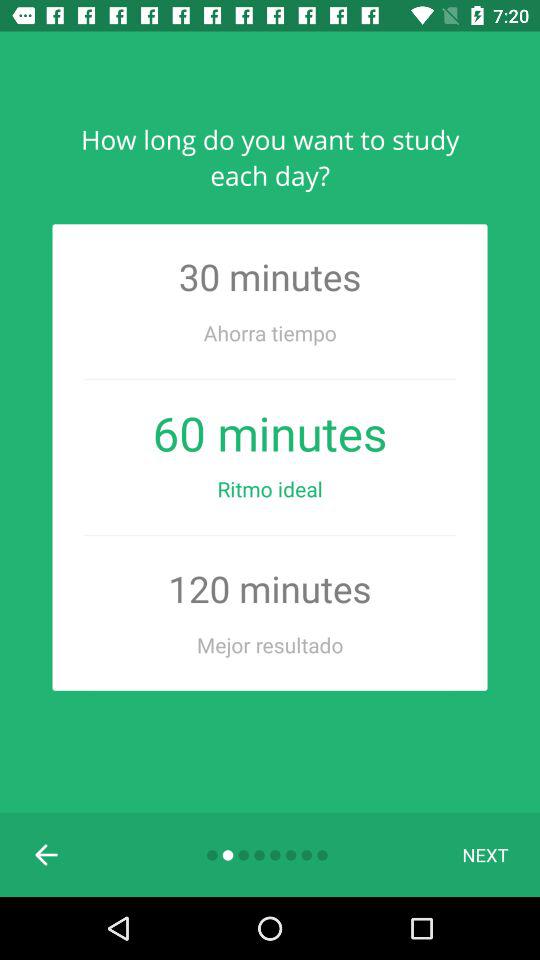 7:20
How long do you want to study
each day?
30 minutes
Ahorra tiempo
60 minutes
Ritmo ideal
120 minutes
Mejor resultado
NEXT